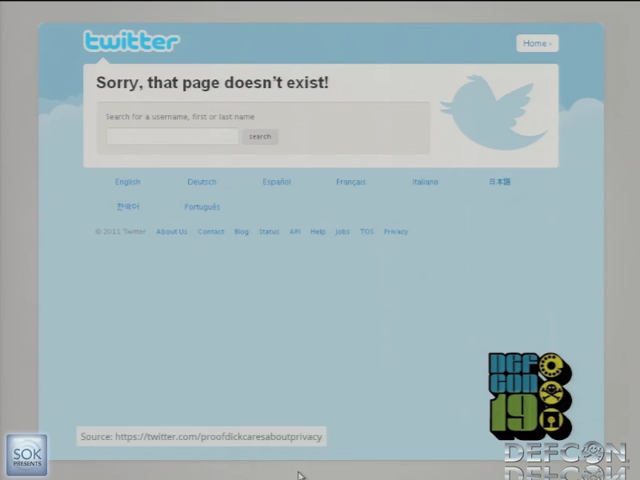 twitter
Home ›
Sorry, that page doesn't exist!
Search for a username, first or last name
search
English Deutsch Español Français Italiano 日本語
한국어 Português
© 2011 Twitter About Us Contact Blog Status API Help Jobs TOS Privacy
DEF
CON
19
Source: https://twitter.com/proofdickcaresaboutprivacy
SOK
PRESENTS
DEFCON